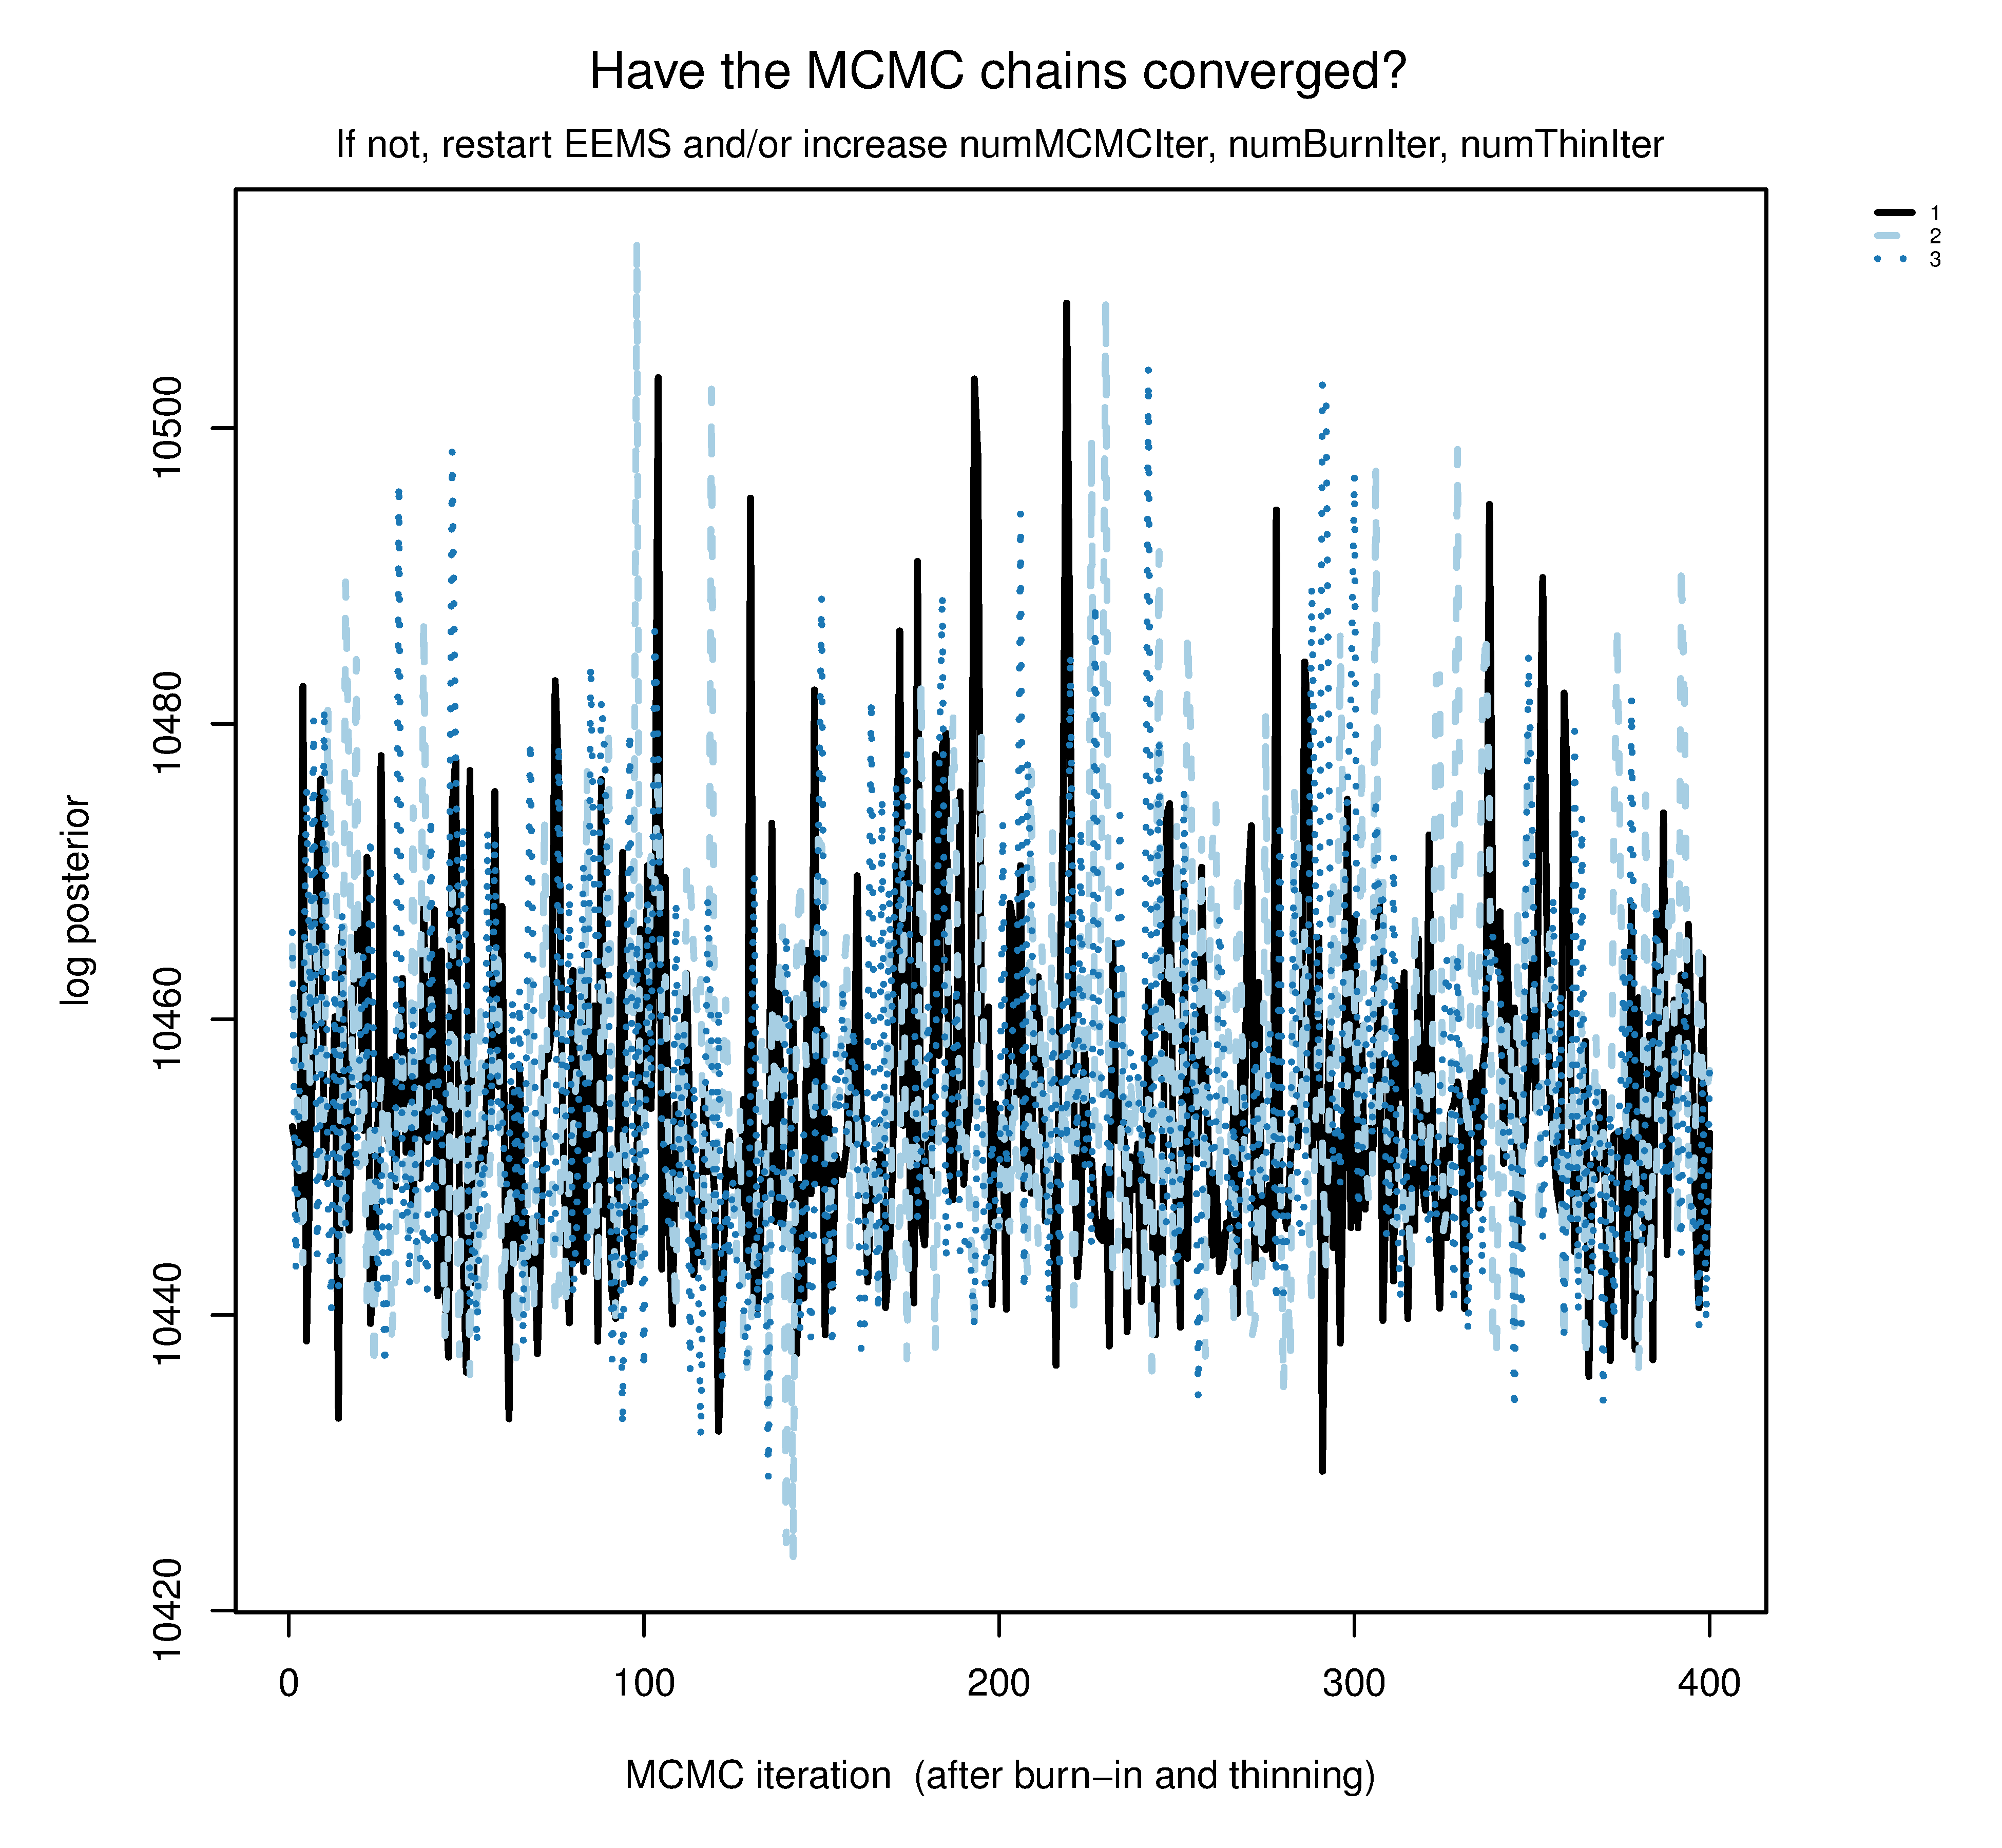 Have the MCMC chains converged?
If not, restart EEMS and/or increase numMCMCIter, numBurnIter, numThinIter
1
2
3
10500
10480
10460
10440
10420
log posterior
0 100 200 300 400
MCMC iteration (after burn−in and thinning)